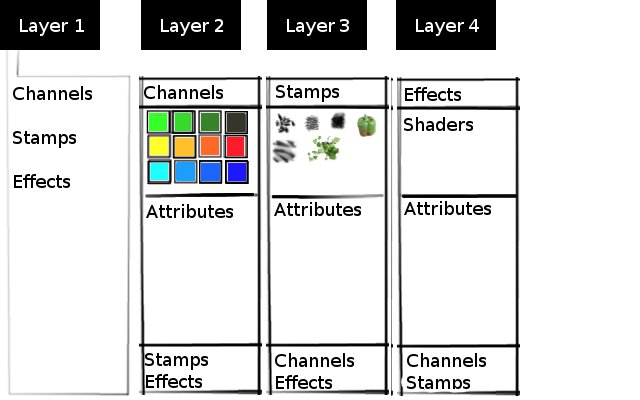 Layer 1
Layer 2
Layer 3
Layer 4
Channels
Stamps
Effects
Channels
Attributes
Stamps
Effects
Stamps
Attributes
Channels
Effects
Effects
Shaders
Attributes
Channels
Stamps